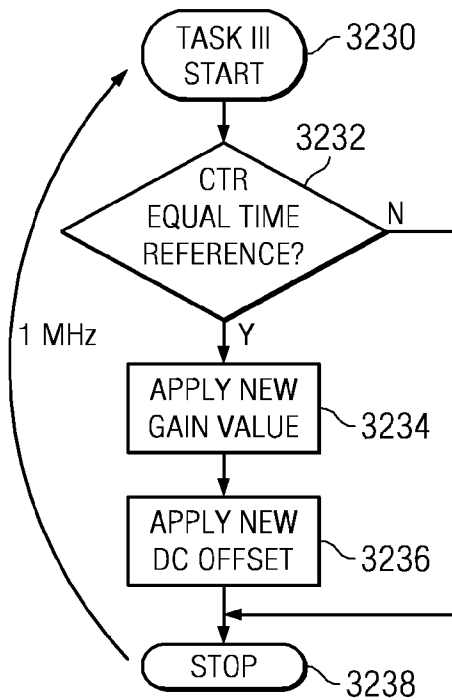 TASK III
START
3230
3232
CTR
EQUAL TIME
REFERENCE?
N
Y
1 MHz
APPLY NEW
GAIN VALUE
3234
APPLY NEW
DC OFFSET
3236
STOP
3238